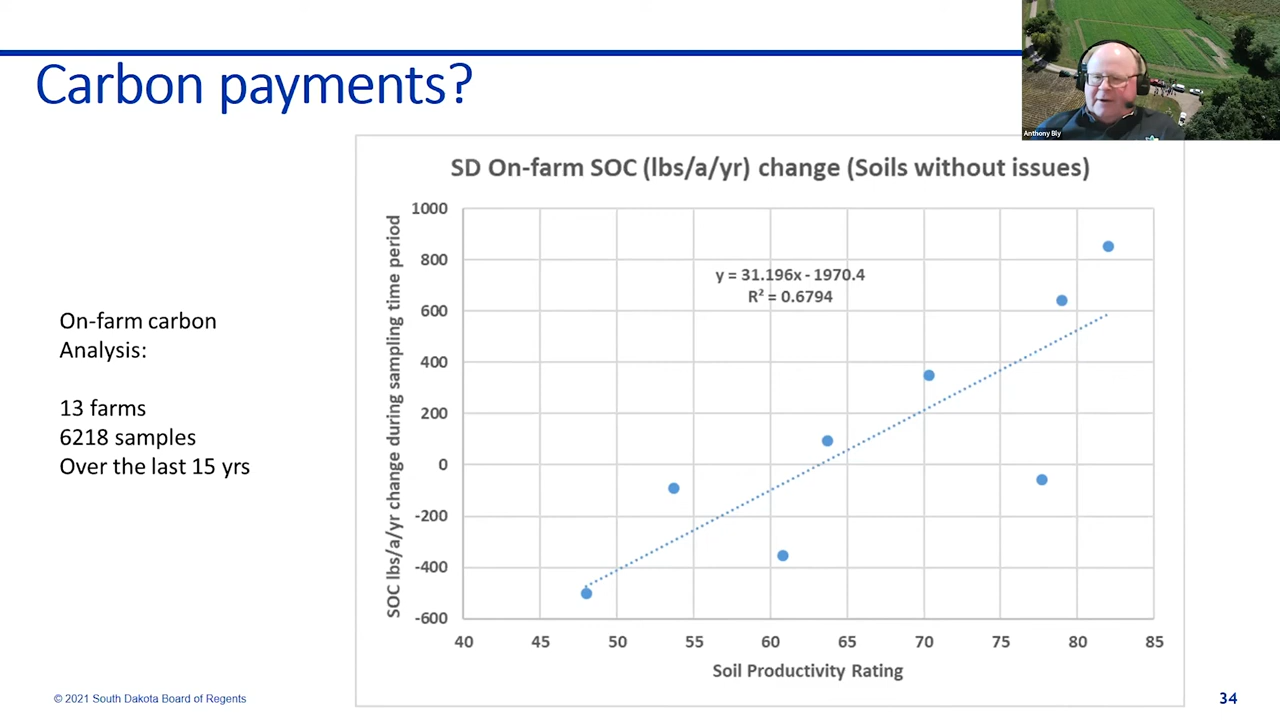 Carbon payments?
Anthony Bly
SD On-farm SOC (lbs/a/yr) change (Soils without issues)
SOC lbs/a/yr change during sampling time period
1000
800
600
400
200
0
-200
-400
-600
y = 31.196x - 1970.4
R² = 0.6794
40 45 50 55 60 65 70 75 80 85
Soil Productivity Rating
On-farm carbon
Analysis:
13 farms
6218 samples
Over the last 15 yrs
© 2021 South Dakota Board of Regents
34